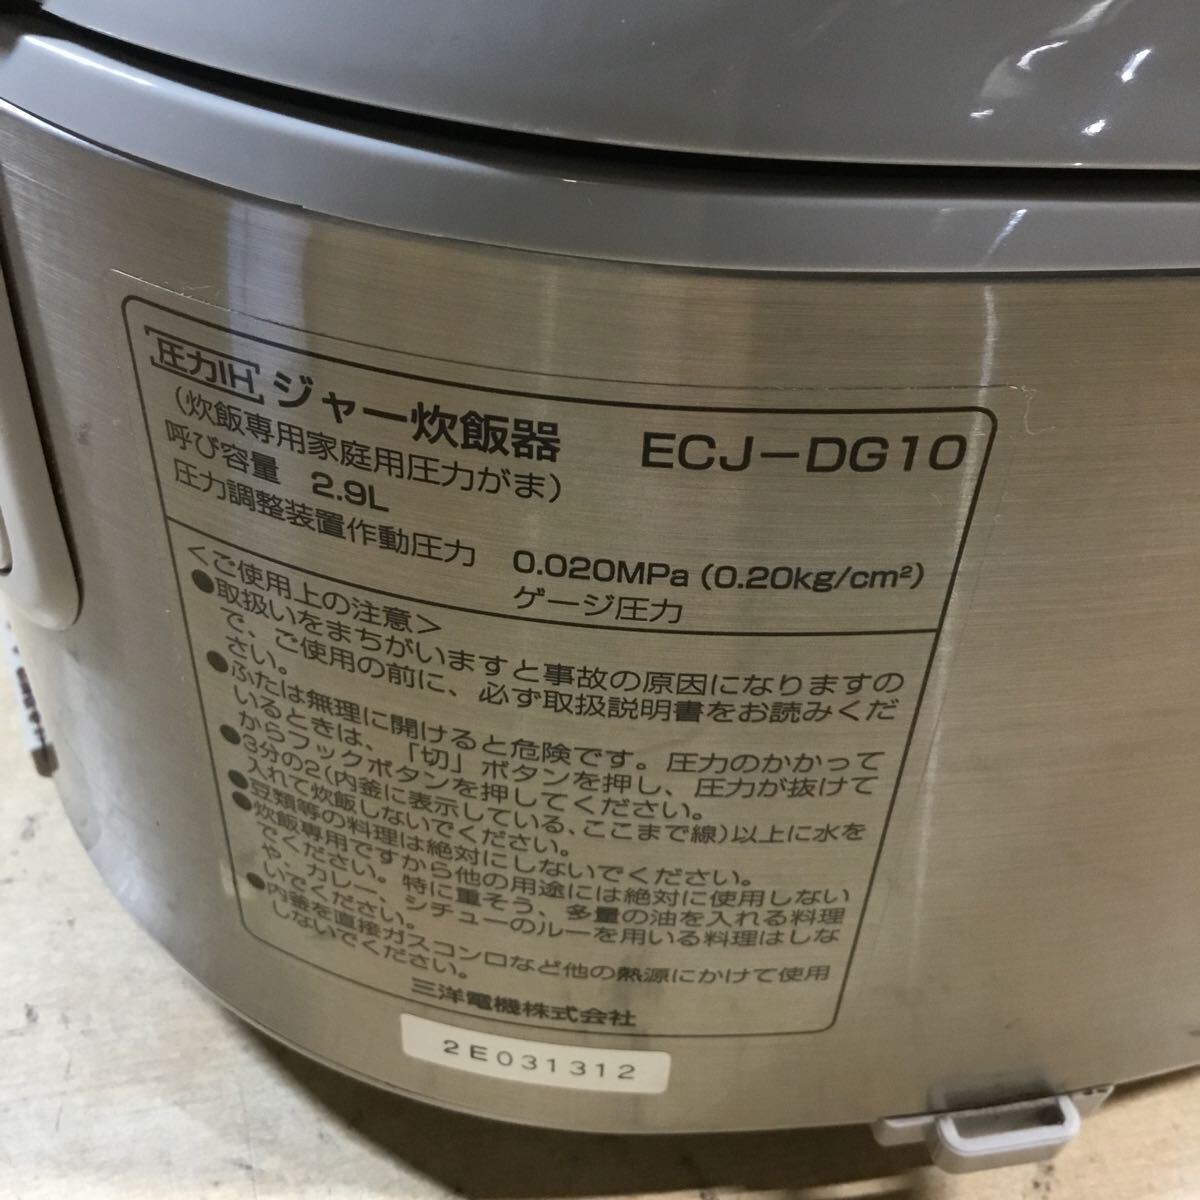 圧力IH ジャー炊飯器 ECJ－DG10
（炊飯専用家庭用圧力がま）
呼び容量 2.9L
圧力調整装置作動圧力 0.020MPa (0.20kg/cm²)
ゲージ圧力
＜ご使用上の注意＞
●取扱いをまちがいますと事故の原因になりますの
で、ご使用の前に、必ず取扱説明書をお読みくだ
さい。
●ふたは無理に開けると危険です。圧力のかかって
いるときは、「切」ボタンを押し、圧力が抜けて
からフックボタンを押してください。
●3分の2(内釜に表示している、ここまで線)以上に水を
入れて炊飯しないでください。
●豆類等の料理は絶対にしないでください。
●炊飯専用ですから他の用途には絶対に使用しない
でください。特に重そう、多量の油を入れる料理
や、カレー、シチューのルーを用いる料理はしな
いでください。
●内釜を直接ガスコンロなど他の熱源にかけて使用
しないでください。
三洋電機株式会社
2E031312